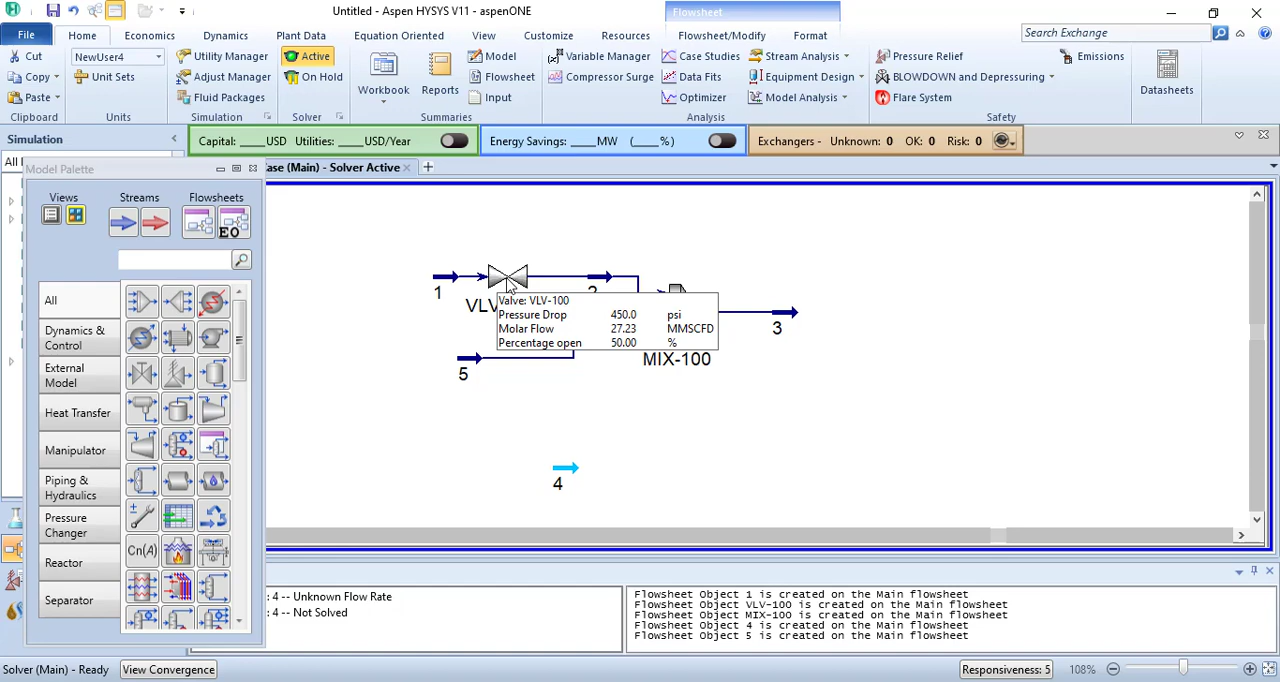 Untitled - Aspen HYSYS V11 - aspenONE
Flowsheet
File
Home
Economics
Dynamics
Plant Data
Equation Oriented
View
Customize
Resources
Flowsheet/Modify
Format
Search Exchange
Cut
Copy
Paste
Clipboard
NewUser4
Unit Sets
Units
Utility Manager
Adjust Manager
Fluid Packages
Simulation
Active
On Hold
Solver
Workbook
Reports
Model
Flowsheet
Input
Summaries
Variable Manager
Compressor Surge
Case Studies
Data Fits
Optimizer
Stream Analysis
Equipment Design
Model Analysis
Analysis
Pressure Relief
BLOWDOWN and Depressuring
Flare System
Emissions
Safety
Datasheets
Simulation
Capital: ____USD Utilities: ____USD/Year
Energy Savings: ____MW (____%)
Exchangers - Unknown: 0 OK: 0 Risk: 0
All
Model Palette
ase (Main) - Solver Active
Views
Streams
Flowsheets
EO
All
Dynamics &
Control
External
Model
Heat Transfer
Manipulator
Piping &
Hydraulics
Pressure
Changer
Reactor
Separator
Cn(A)
1
VLV
2
Valve: VLV-100
Pressure Drop 450.0 psi
Molar Flow 27.23 MMSCFD
Percentage open 50.00 %
3
MIX-100
5
4
: 4 -- Unknown Flow Rate
: 4 -- Not Solved
Flowsheet Object 1 is created on the Main flowsheet
Flowsheet Object VLV-100 is created on the Main flowsheet
Flowsheet Object MIX-100 is created on the Main flowsheet
Flowsheet Object 4 is created on the Main flowsheet
Flowsheet Object 5 is created on the Main flowsheet
Solver (Main) - Ready
View Convergence
Responsiveness: 5
108%